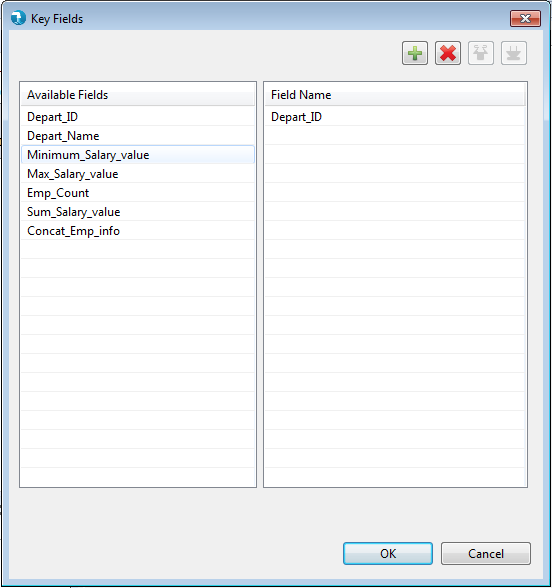 Key Fields
Available Fields
Depart_ID
Depart_Name
Minimum_Salary_value
Max_Salary_value
Emp_Count
Sum_Salary_value
Concat_Emp_info
Field Name
Depart_ID
OK
Cancel